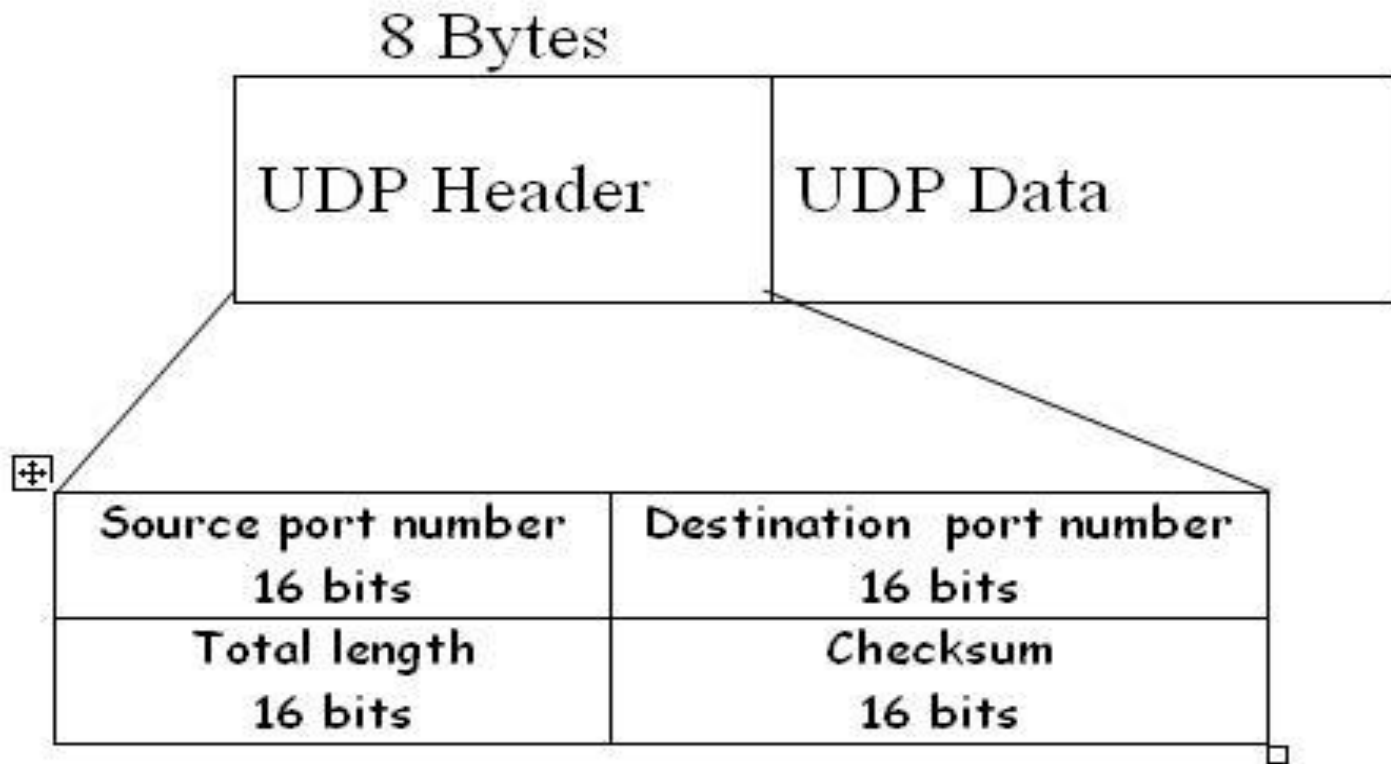 8 Bytes
UDP Header
UDP Data
Source port number
16 bits
Destination port number
16 bits
Total length
16 bits
Checksum
16 bits